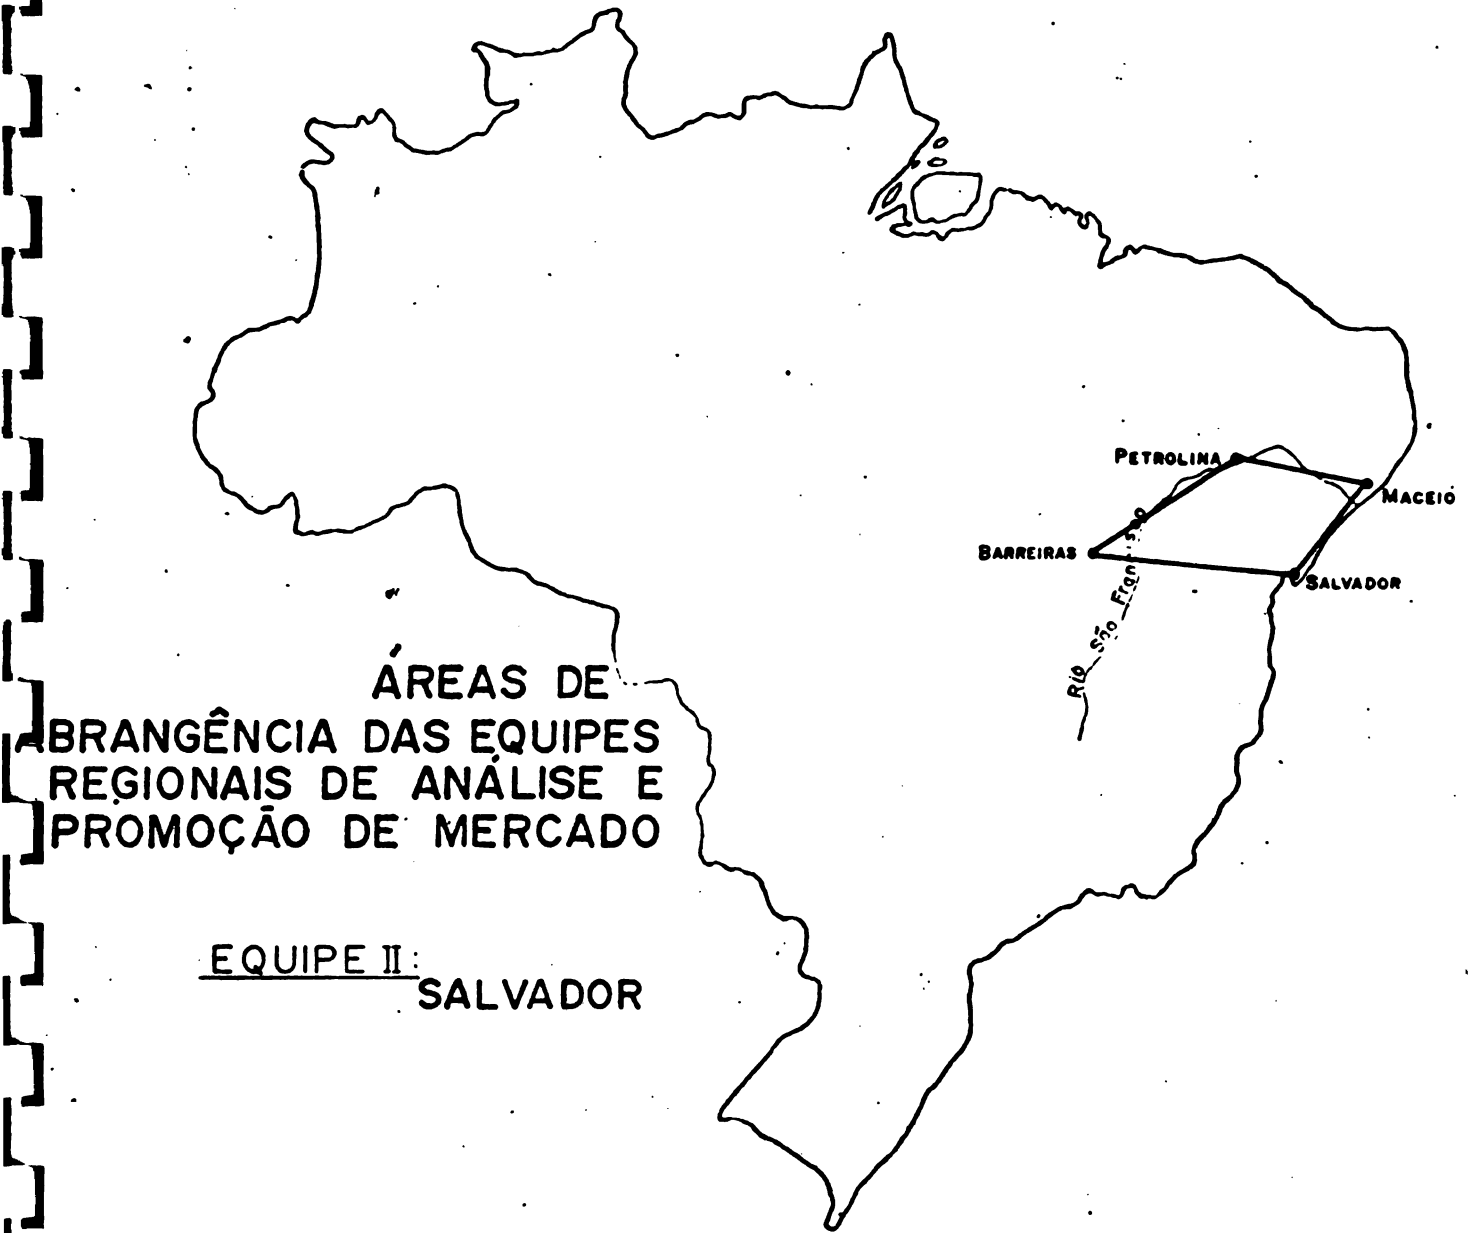 PETROLINA
MACEIÓ
BARREIRAS
SALVADOR
Rio São Francisco
ÁREAS DE
ABRANGÊNCIA DAS EQUIPES
REGIONAIS DE ANÁLISE E
PROMOÇÃO DE MERCADO
EQUIPE II:
SALVADOR